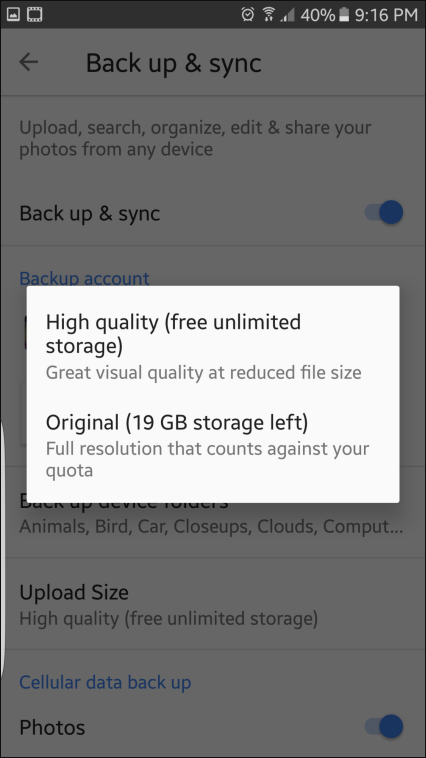 40% 9:16 PM
Back up & sync
Upload, search, organize, edit & share your
photos from any device
Back up & sync
Backup account
High quality (free unlimited
storage)
Great visual quality at reduced file size
Original (19 GB storage left)
Full resolution that counts against your
quota
Back up device folders
Animals, Bird, Car, Closeups, Clouds, Comput...
Upload Size
High quality (free unlimited storage)
Cellular data back up
Photos